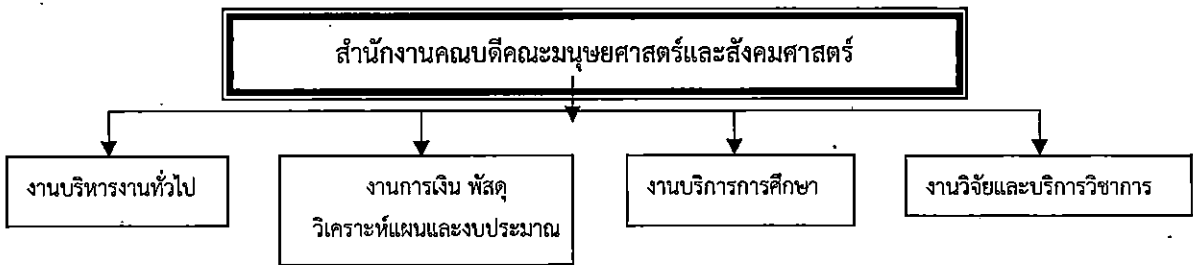 สำนักงานคณบดีคณะมนุษยศาสตร์และสังคมศาสตร์
งานบริหารงานทั่วไป
งานการเงิน พัสดุ
วิเคราะห์แผนและงบประมาณ
งานบริการการศึกษา
งานวิจัยและบริการวิชาการ